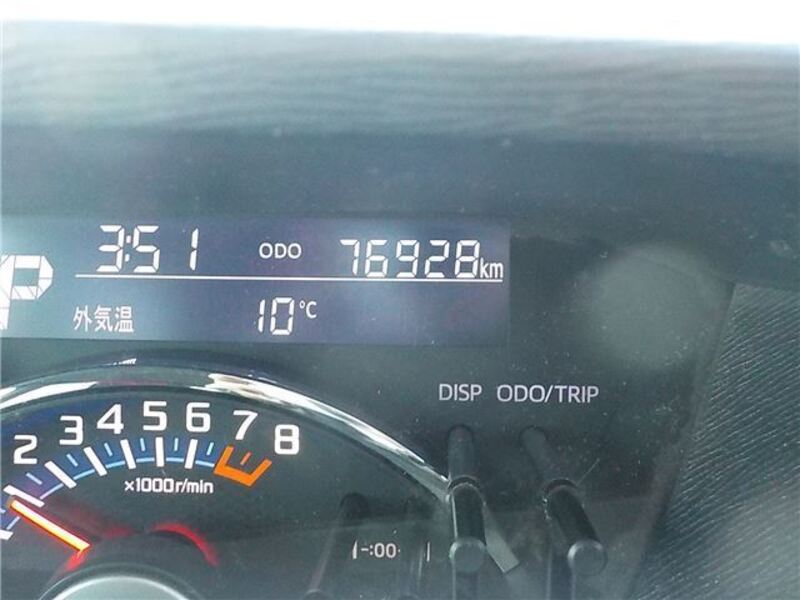 3:51 ODO 76928km
P
外気温 10℃
DISP ODO/TRIP
2 3 4 5 6 7 8
×1000r/min
-:00